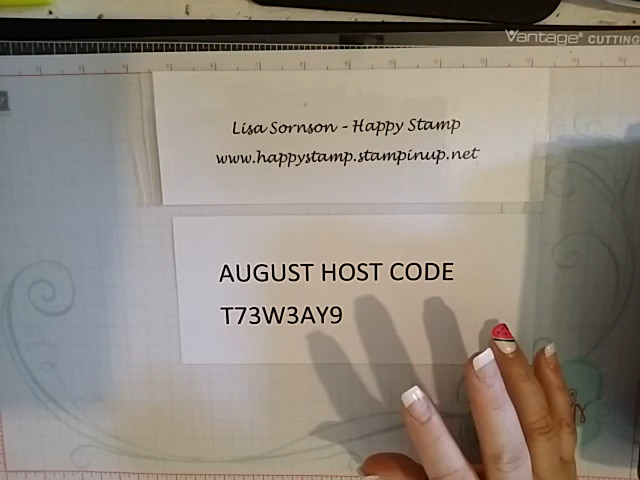 Vantage® CUTTING
Lisa Sornson - Happy Stamp
www.happystamp.stampinup.net
AUGUST HOST CODE
T73W3AY9